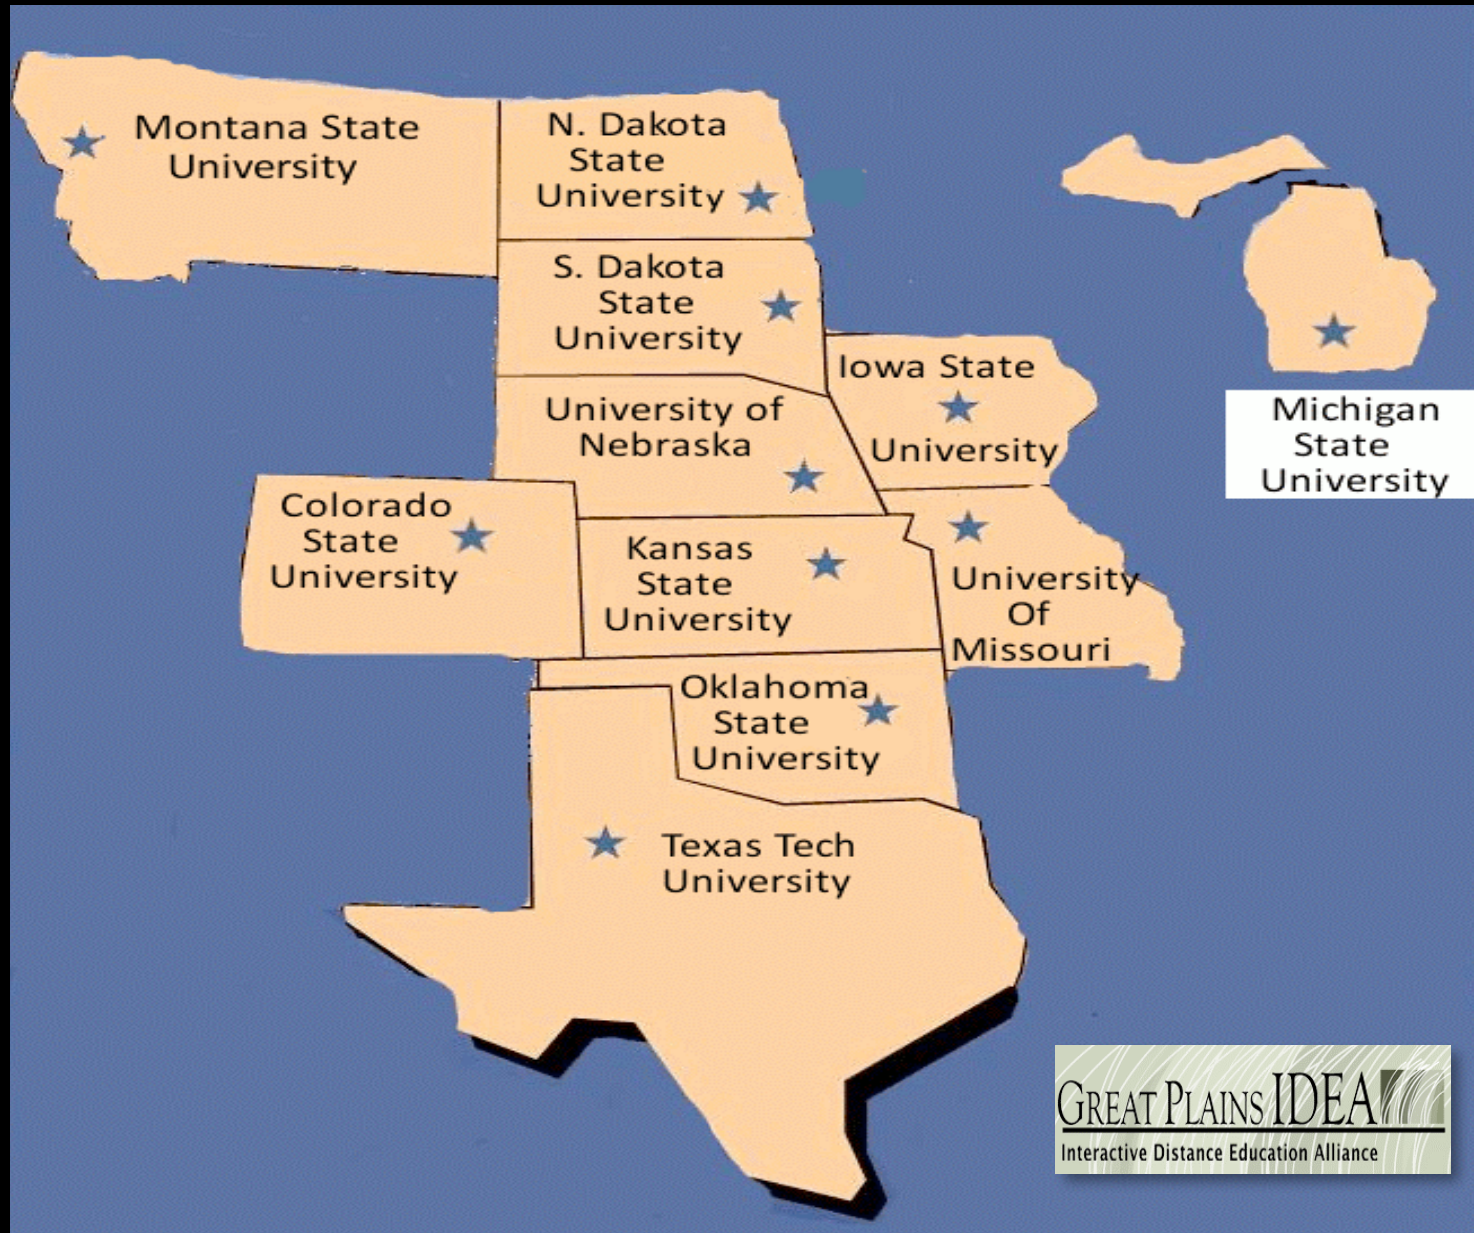 Montana State
University
N. Dakota
State
University
S. Dakota
State
University
Iowa State
University
University of
Nebraska
Michigan
State
University
Colorado
State
University
Kansas
State
University
University
Of
Missouri
Oklahoma
State
University
Texas Tech
University
GREAT PLAINS IDEA
Interactive Distance Education Alliance